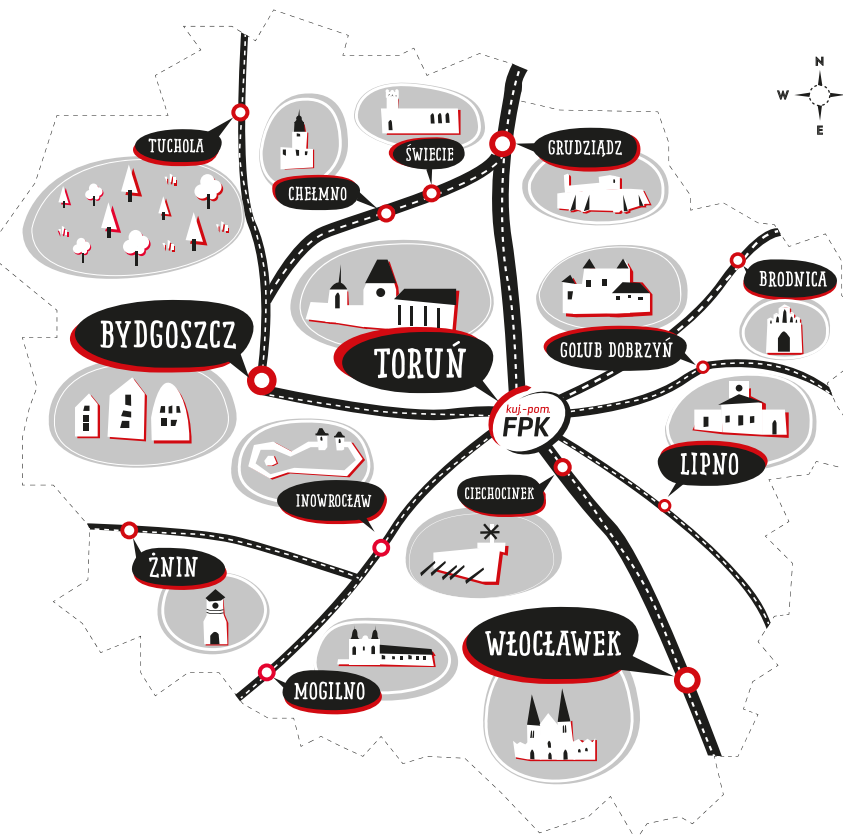 N
W
E
TUCHOLA
ŚWIECIE
GRUDZIĄDZ
CHEŁMNO
BRODNICA
BYDGOSZCZ
TORUŃ
GOLUB DOBRZYŃ
kuj.-pom.
FPK
LIPNO
INOWROCŁAW
CIECHOCINEK
ŻNIN
WŁOCŁAWEK
MOGILNO